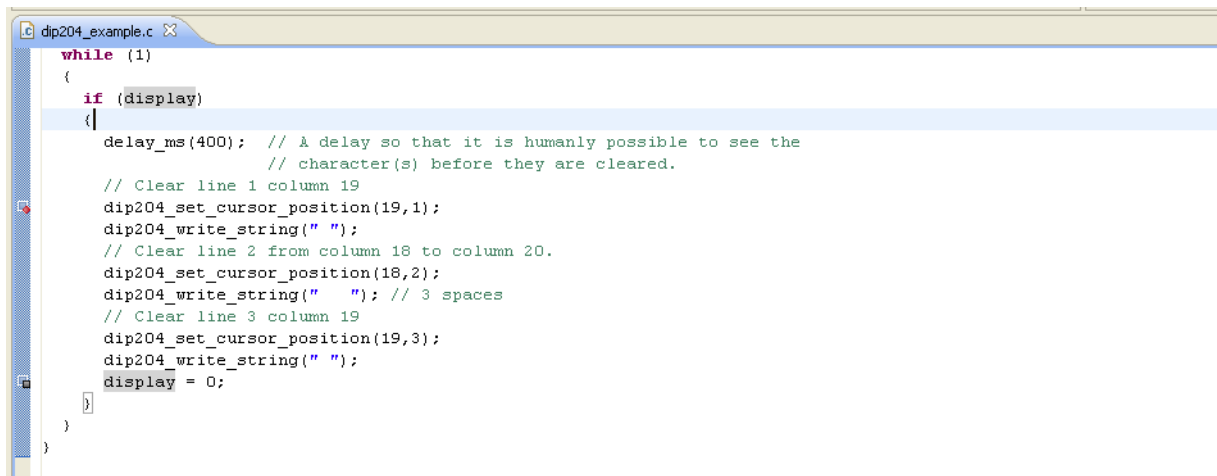 dip204_example.c
while (1)
{
if (display)
{
delay_ms(400);  // A delay so that it is humanly possible to see the
// character(s) before they are cleared.
// Clear line 1 column 19
dip204_set_cursor_position(19,1);
dip204_write_string(" ");
// Clear line 2 from column 18 to column 20.
dip204_set_cursor_position(18,2);
dip204_write_string("   "); // 3 spaces
// Clear line 3 column 19
dip204_set_cursor_position(19,3);
dip204_write_string(" ");
display = 0;
}
}
}